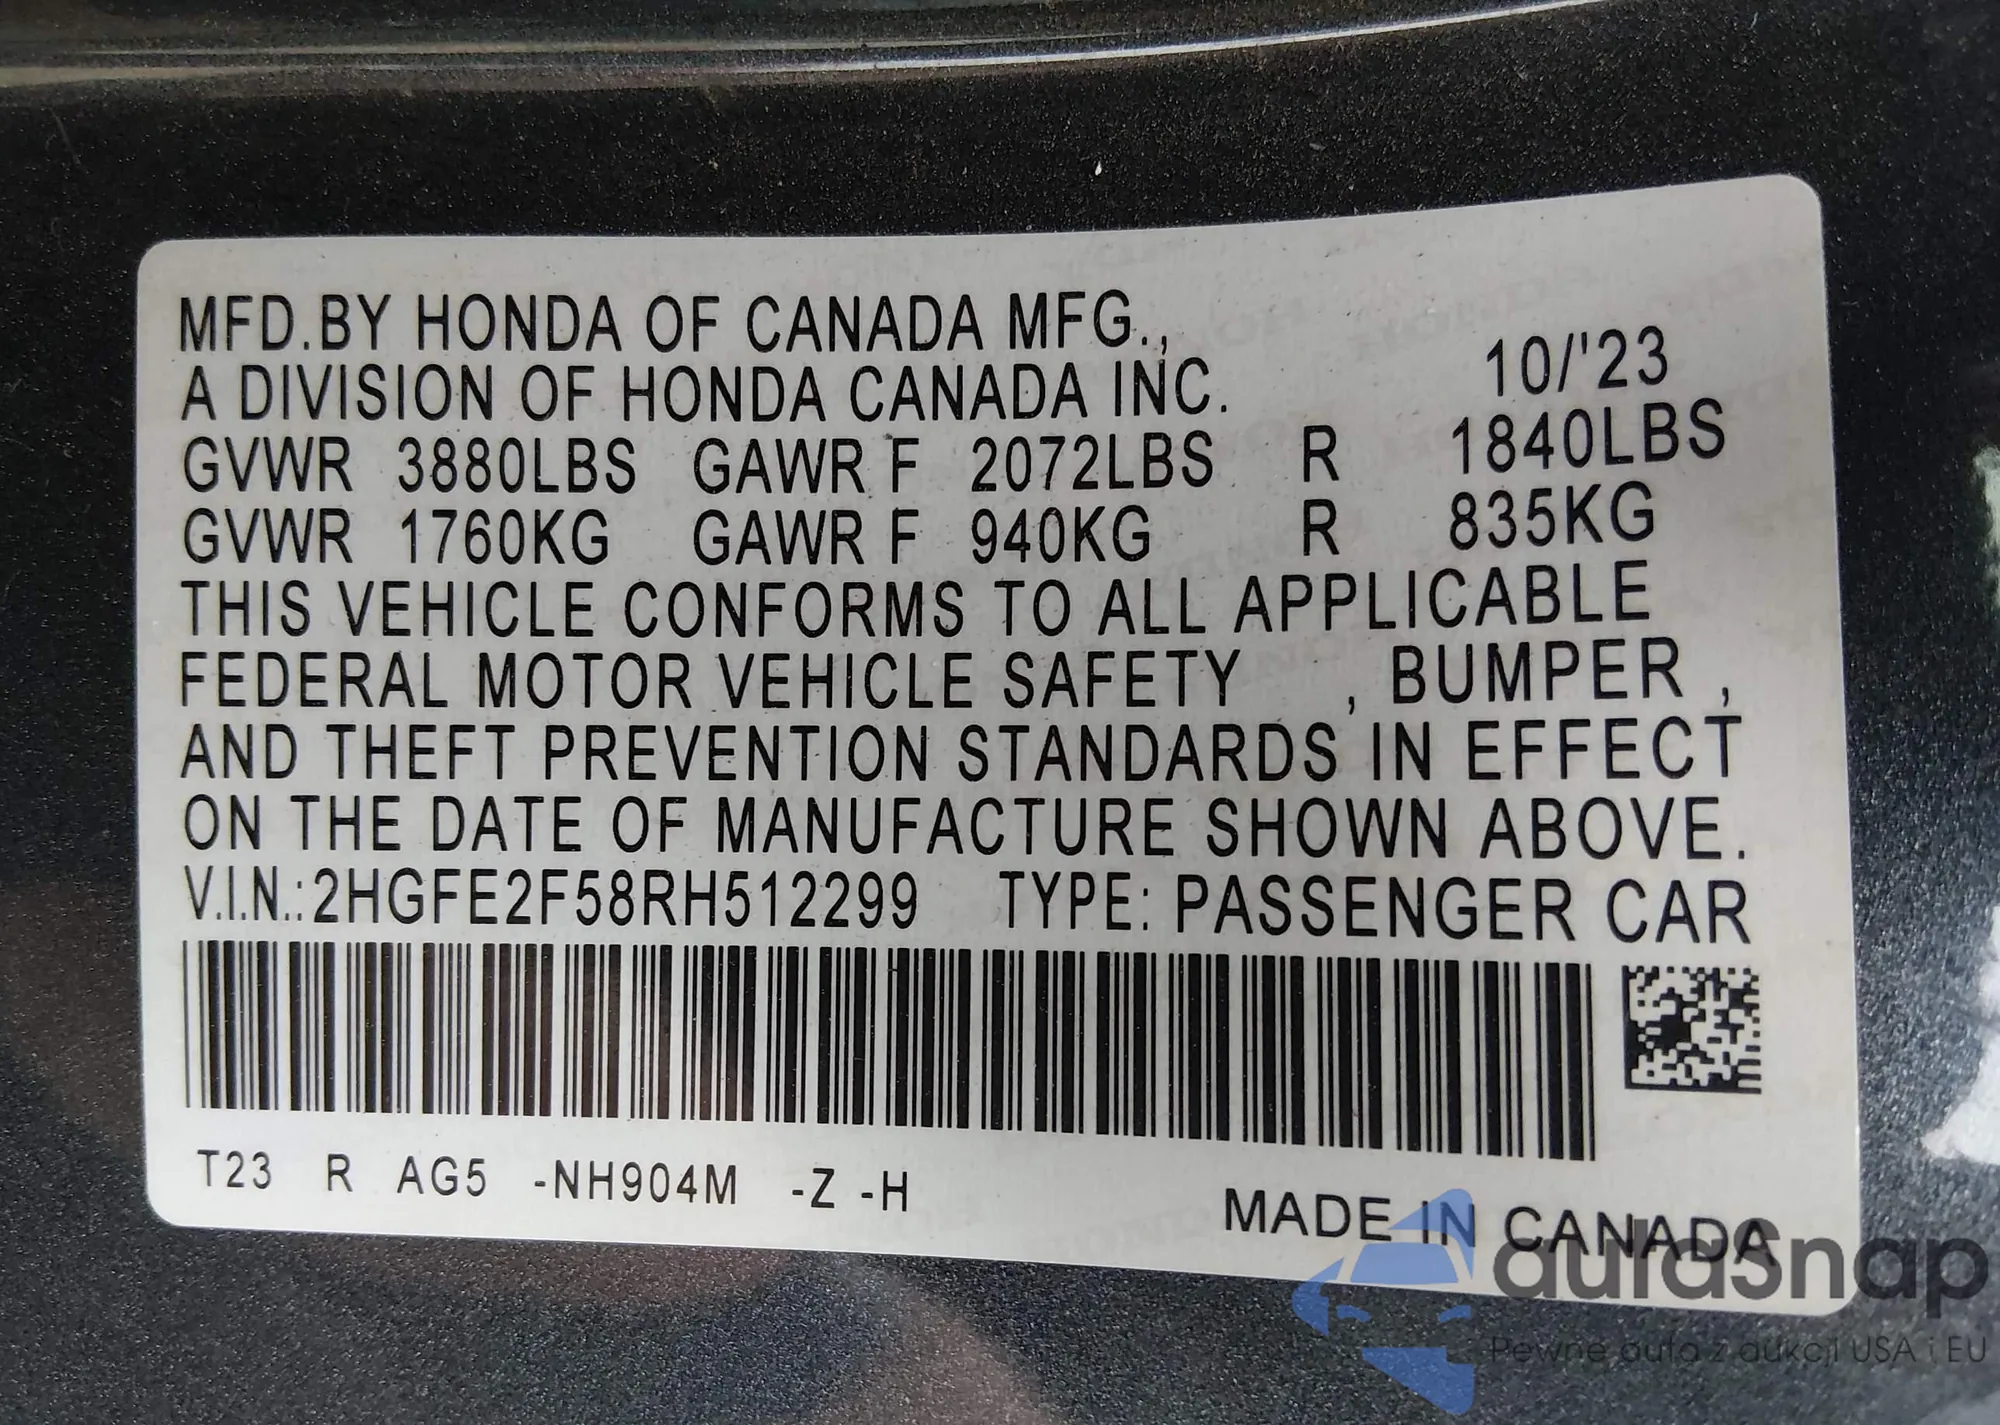 MFD.BY HONDA OF CANADA MFG.,
A DIVISION OF HONDA CANADA INC. 10/'23
GVWR 3880LBS GAWR F 2072LBS R 1840LBS
GVWR 1760KG GAWR F 940KG R 835KG
THIS VEHICLE CONFORMS TO ALL APPLICABLE
FEDERAL MOTOR VEHICLE SAFETY , BUMPER ,
AND THEFT PREVENTION STANDARDS IN EFFECT
ON THE DATE OF MANUFACTURE SHOWN ABOVE.
V.I.N.:2HGFE2F58RH512299 TYPE: PASSENGER CAR
T23 R AG5 -NH904M -Z -H
MADE IN CANADA
autaSnap
Pewne auta z aukcji USA i EU